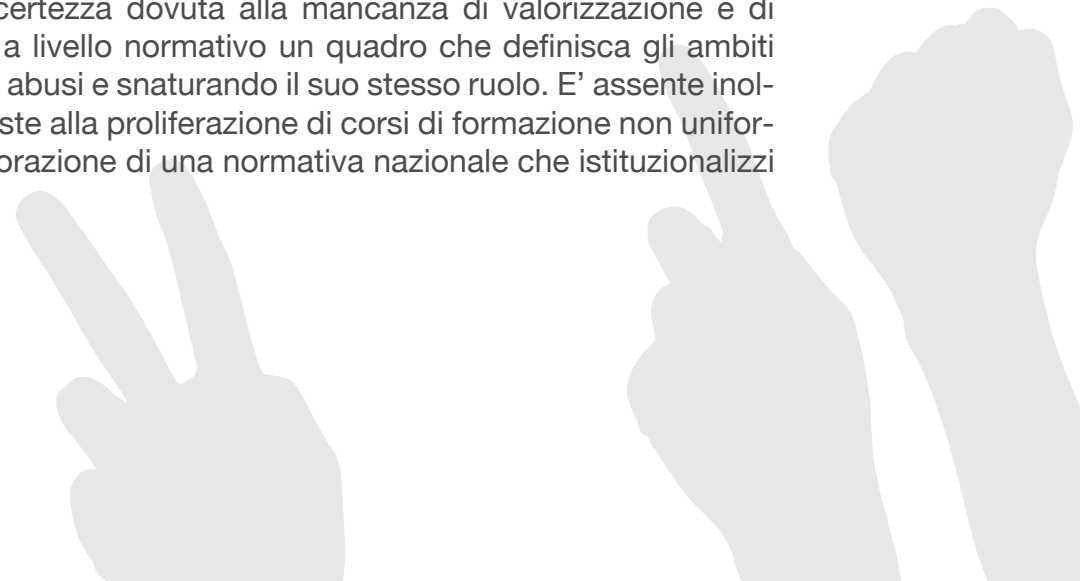 certezza dovuta alla mancanza di valorizzazione e di
a livello normativo un quadro che definisca gli ambiti
abusi e snaturando il suo stesso ruolo. E’ assente inol-
ste alla proliferazione di corsi di formazione non unifor-
orazione di una normativa nazionale che istituzionalizzi